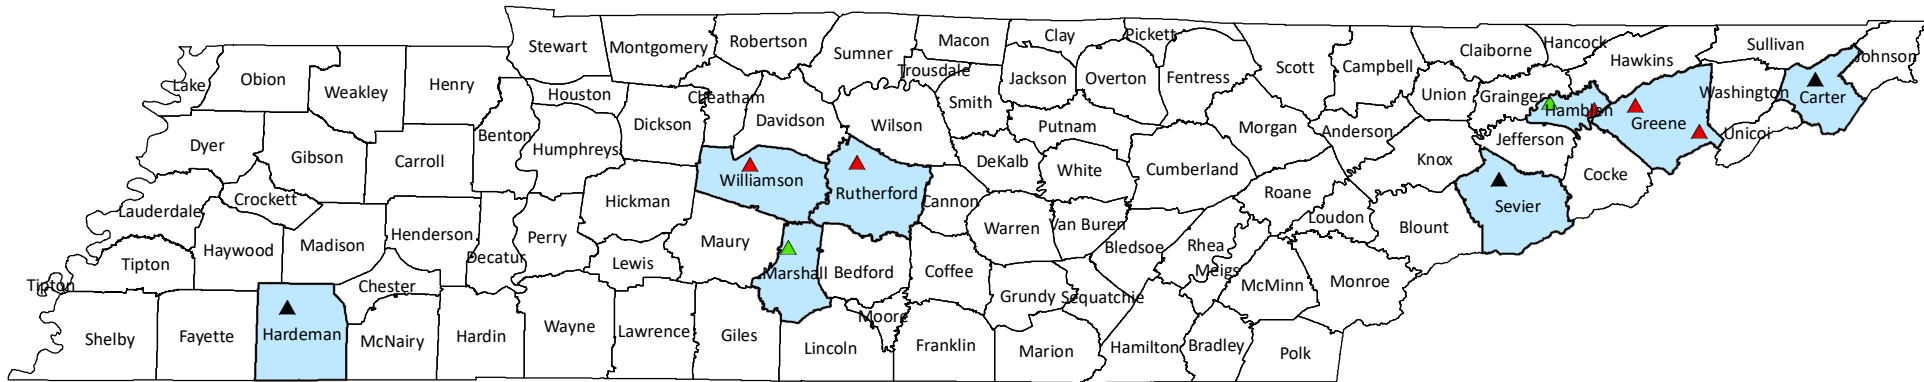 Stewart
Montgomery
Robertson
Sumner
Macon
Clay
Pickett
Trousdale
Jackson
Overton
Fentress
Scott
Campbell
Claiborne
Hancock
Hawkins
Sullivan
Johnson
Lake
Obion
Weakley
Henry
Houston
Cheatham
Smith
Union
Grainger
Hamblen
Greene
Washington
Carter
Unicoi
Dyer
Gibson
Carroll
Benton
Humphreys
Dickson
Davidson
Wilson
Putnam
Morgan
Anderson
Jefferson
Lauderdale
Crockett
Hickman
Williamson
Rutherford
DeKalb
White
Cumberland
Roane
Knox
Cocke
Sevier
Haywood
Madison
Henderson
Decatur
Perry
Lewis
Maury
Cannon
Warren
Van Buren
Bledsoe
Rhea
Meigs
Loudon
Blount
Tipton
Tipton
Chester
Marshall
Bedford
Coffee
Grundy
Sequatchie
McMinn
Monroe
Shelby
Fayette
Hardeman
McNairy
Hardin
Wayne
Lawrence
Giles
Lincoln
Moore
Franklin
Marion
Hamilton
Bradley
Polk